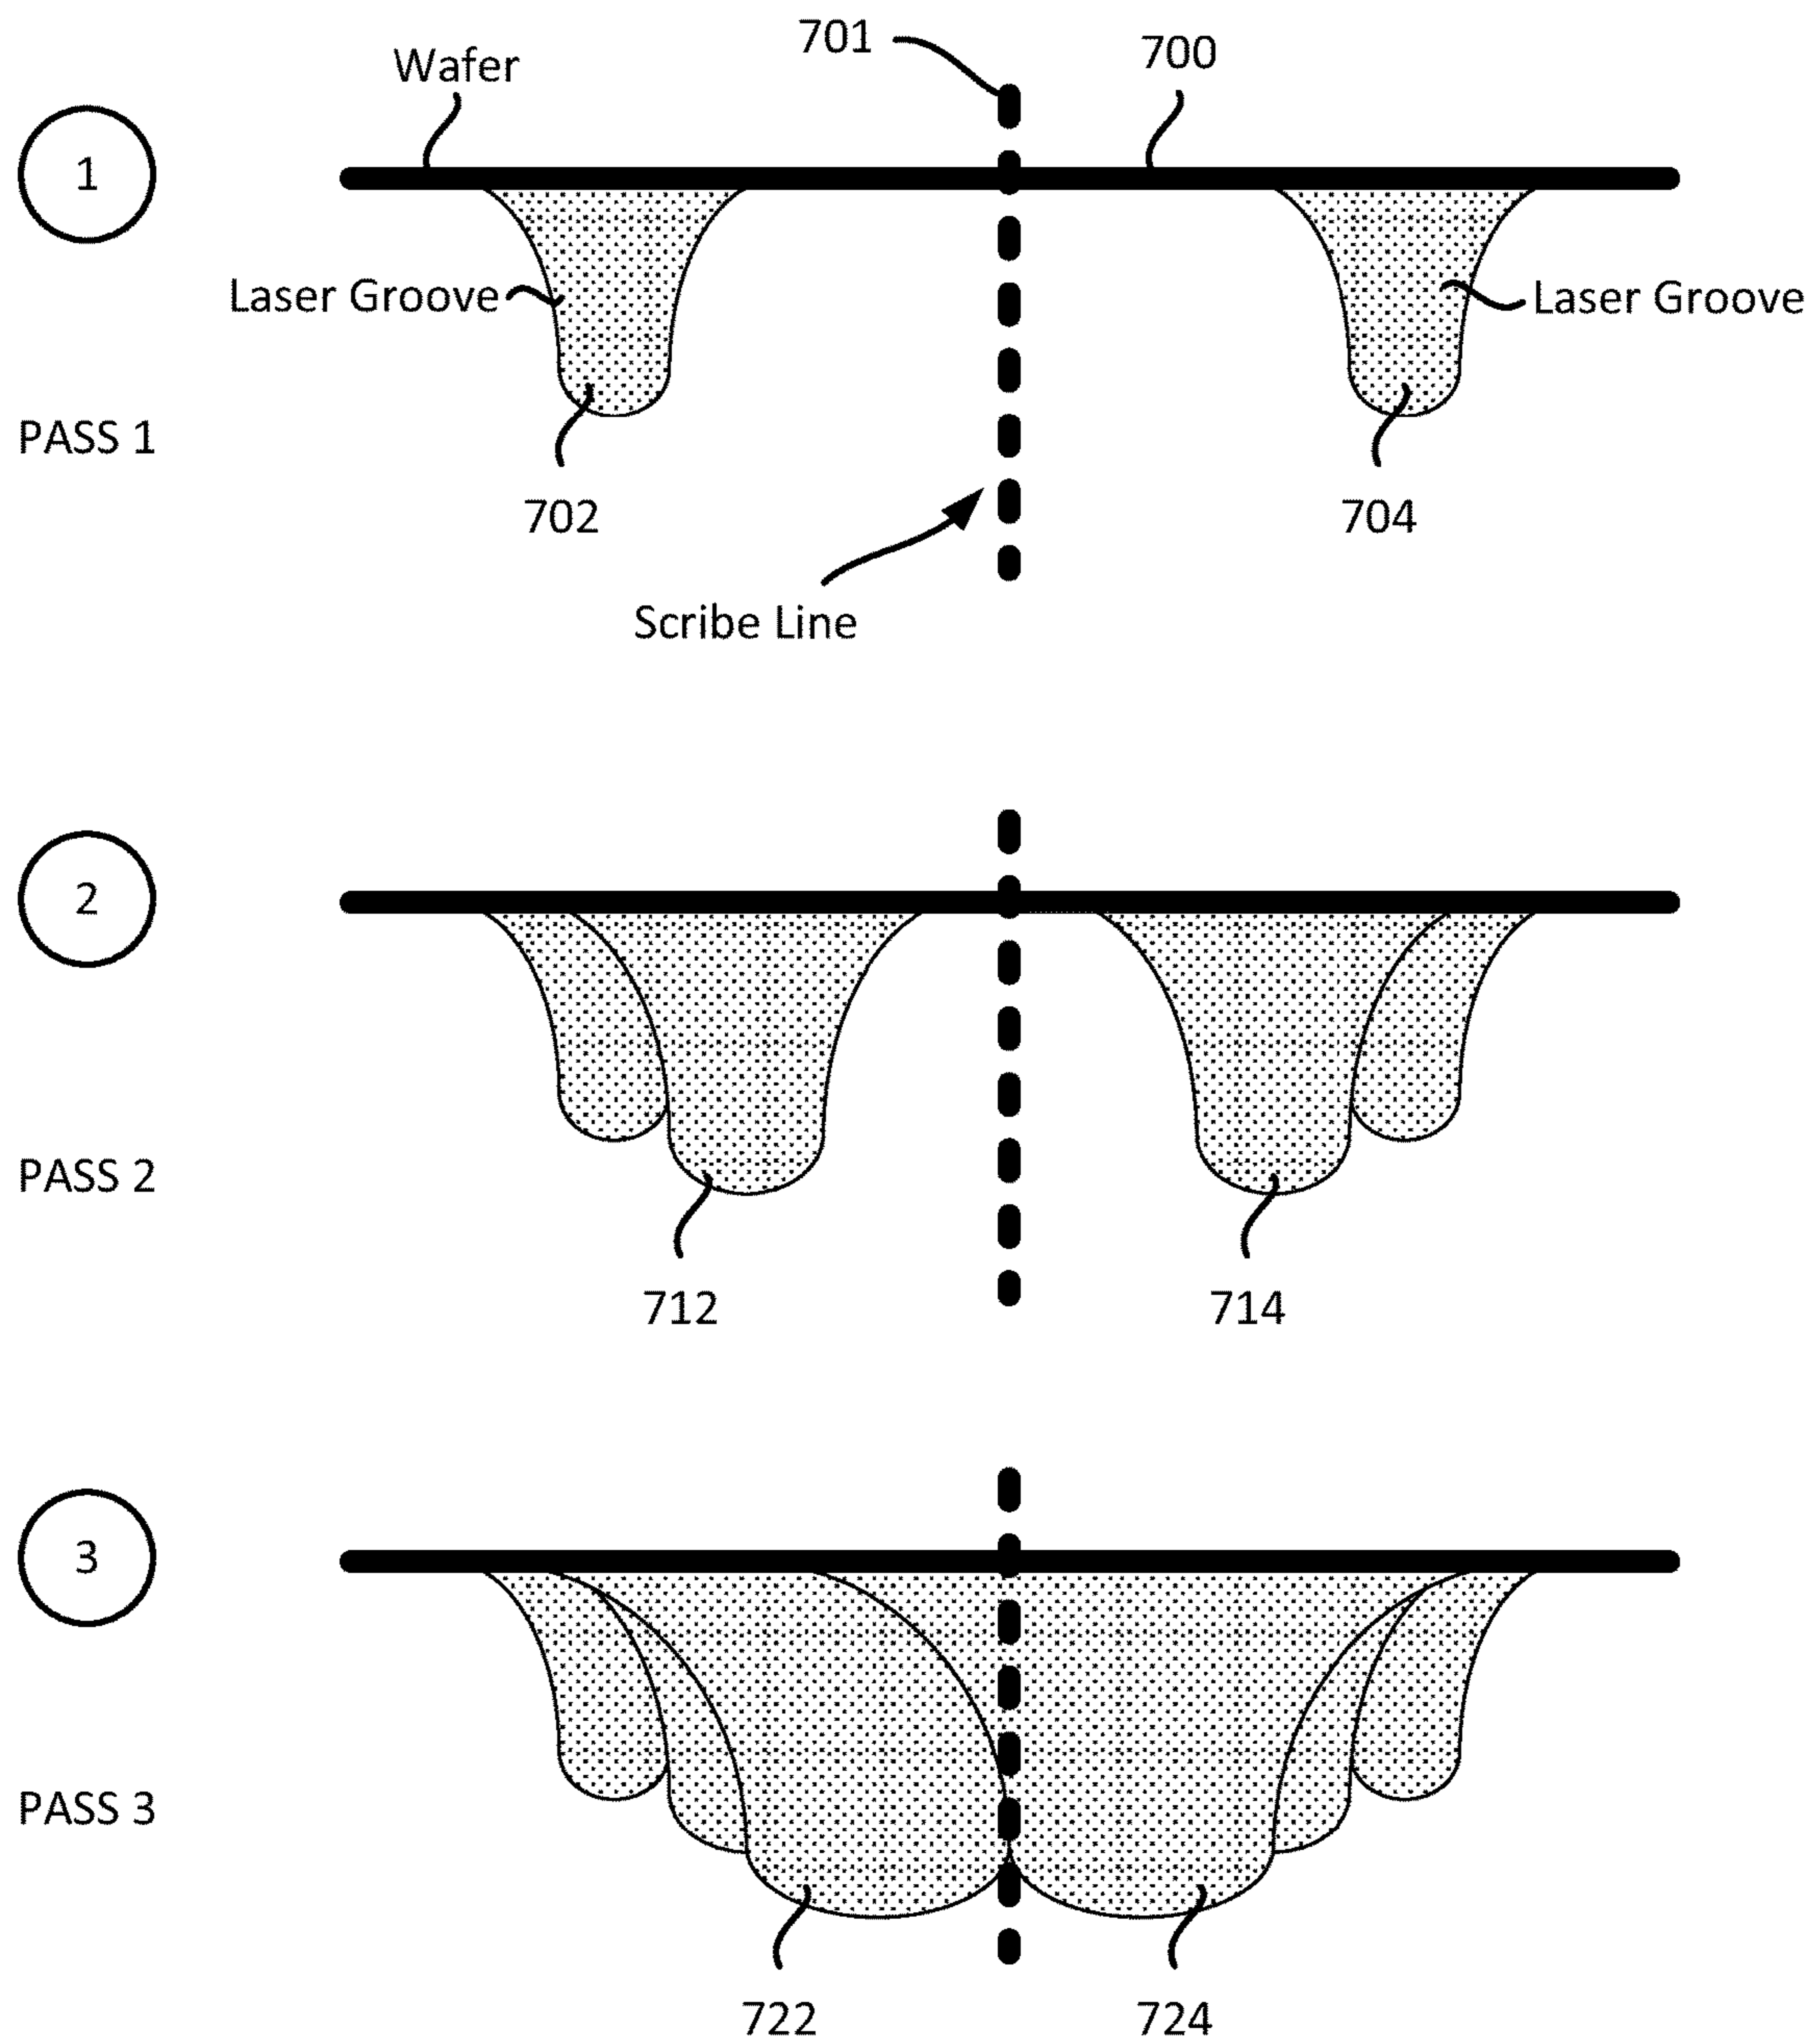 701
700
Wafer
1
Laser Groove
Laser Groove
PASS 1
702
704
Scribe Line
2
PASS 2
712
714
3
PASS 3
722
724